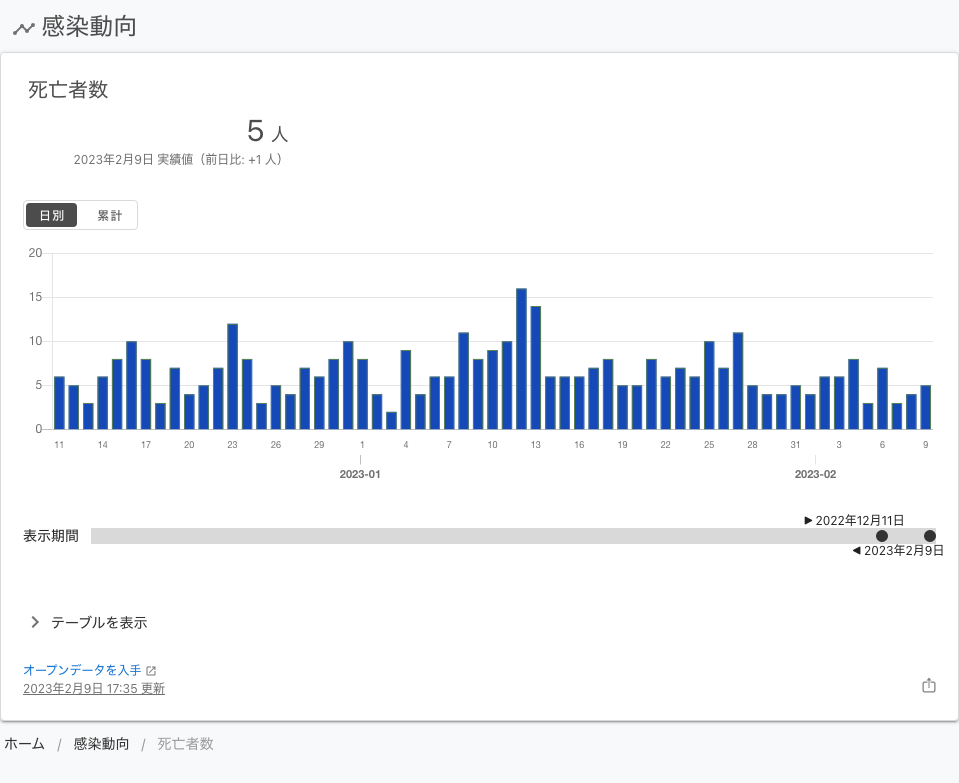 感染動向
死亡者数
5 人
2023年2月9日 実績値（前日比: +1 人）
日別 累計
20
15
10
5
0
11 14 17 20 23 26 29 1 4 7 10 13 16 19 22 25 28 31 3 6 9
2023-01 2023-02
▶ 2022年12月11日
表示期間
◀ 2023年2月9日
テーブルを表示
オープンデータを入手
2023年2月9日 17:35 更新
ホーム / 感染動向 / 死亡者数